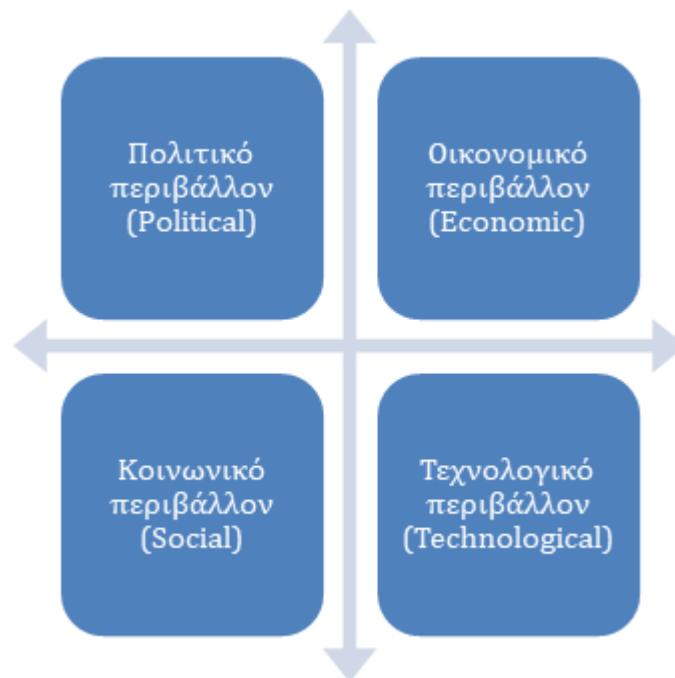 Πολιτικό
περιβάλλον
(Political)
Οικονομικό
περιβάλλον
(Economic)
Κοινωνικό
περιβάλλον
(Social)
Τεχνολογικό
περιβάλλον
(Technological)